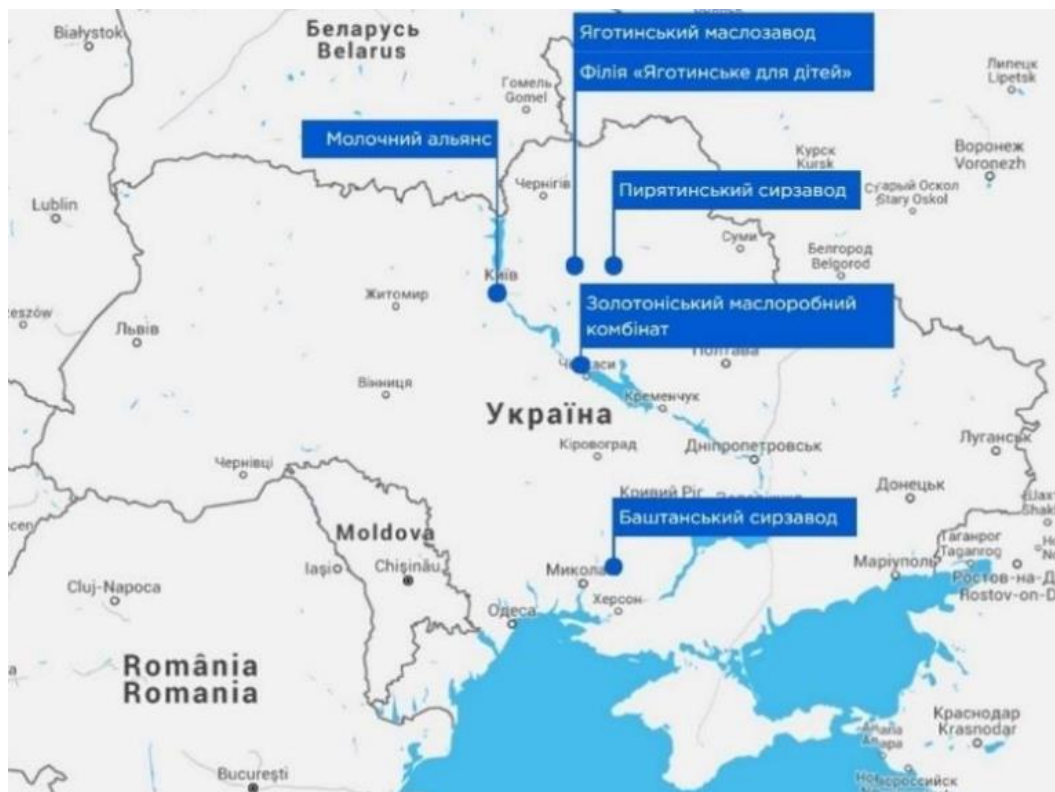 Białystok
Беларусь
Belarus
Яготинський маслозавод
Філія «Яготинське для дітей»
Липецк
Lipetsk
Гомель
Gomel
Молочний альянс
Курск
Kursk
Воронеж
Voronezh
Чернігів
Пирятинський сирзавод
Старый Оскол
Stary Oskol
Lublin
Суми
Белгород
Belgorod
Київ
Житомир
Золотоніський маслоробний
комбінат
Львів
Полтава
Вінниця
Кременчук
Україна
Кіровоград
Дніпропетровськ
Луганськ
Чернівці
Донецьк
Кривий Ріг
Баштанський сирзавод
Moldova
Таганрог
Taganrog
Iași
Chișinău
Микола
Маріуполь
Cluj-Napoca
Херсон
Ростов-на-Д
Rostov-on-D
Одеса
România
Romania
Краснодар
Krasnodar
București